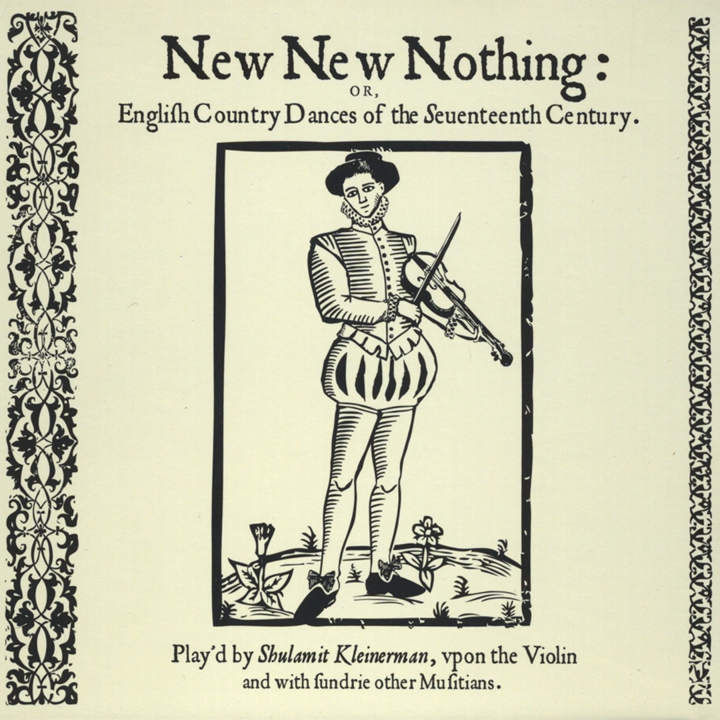 New New Nothing:
OR,
Engliſh Country Dances of the Seuenteenth Century.
Play'd by Shulamit Kleinerman, vpon the Violin
and with ſundrie other Muſitians.